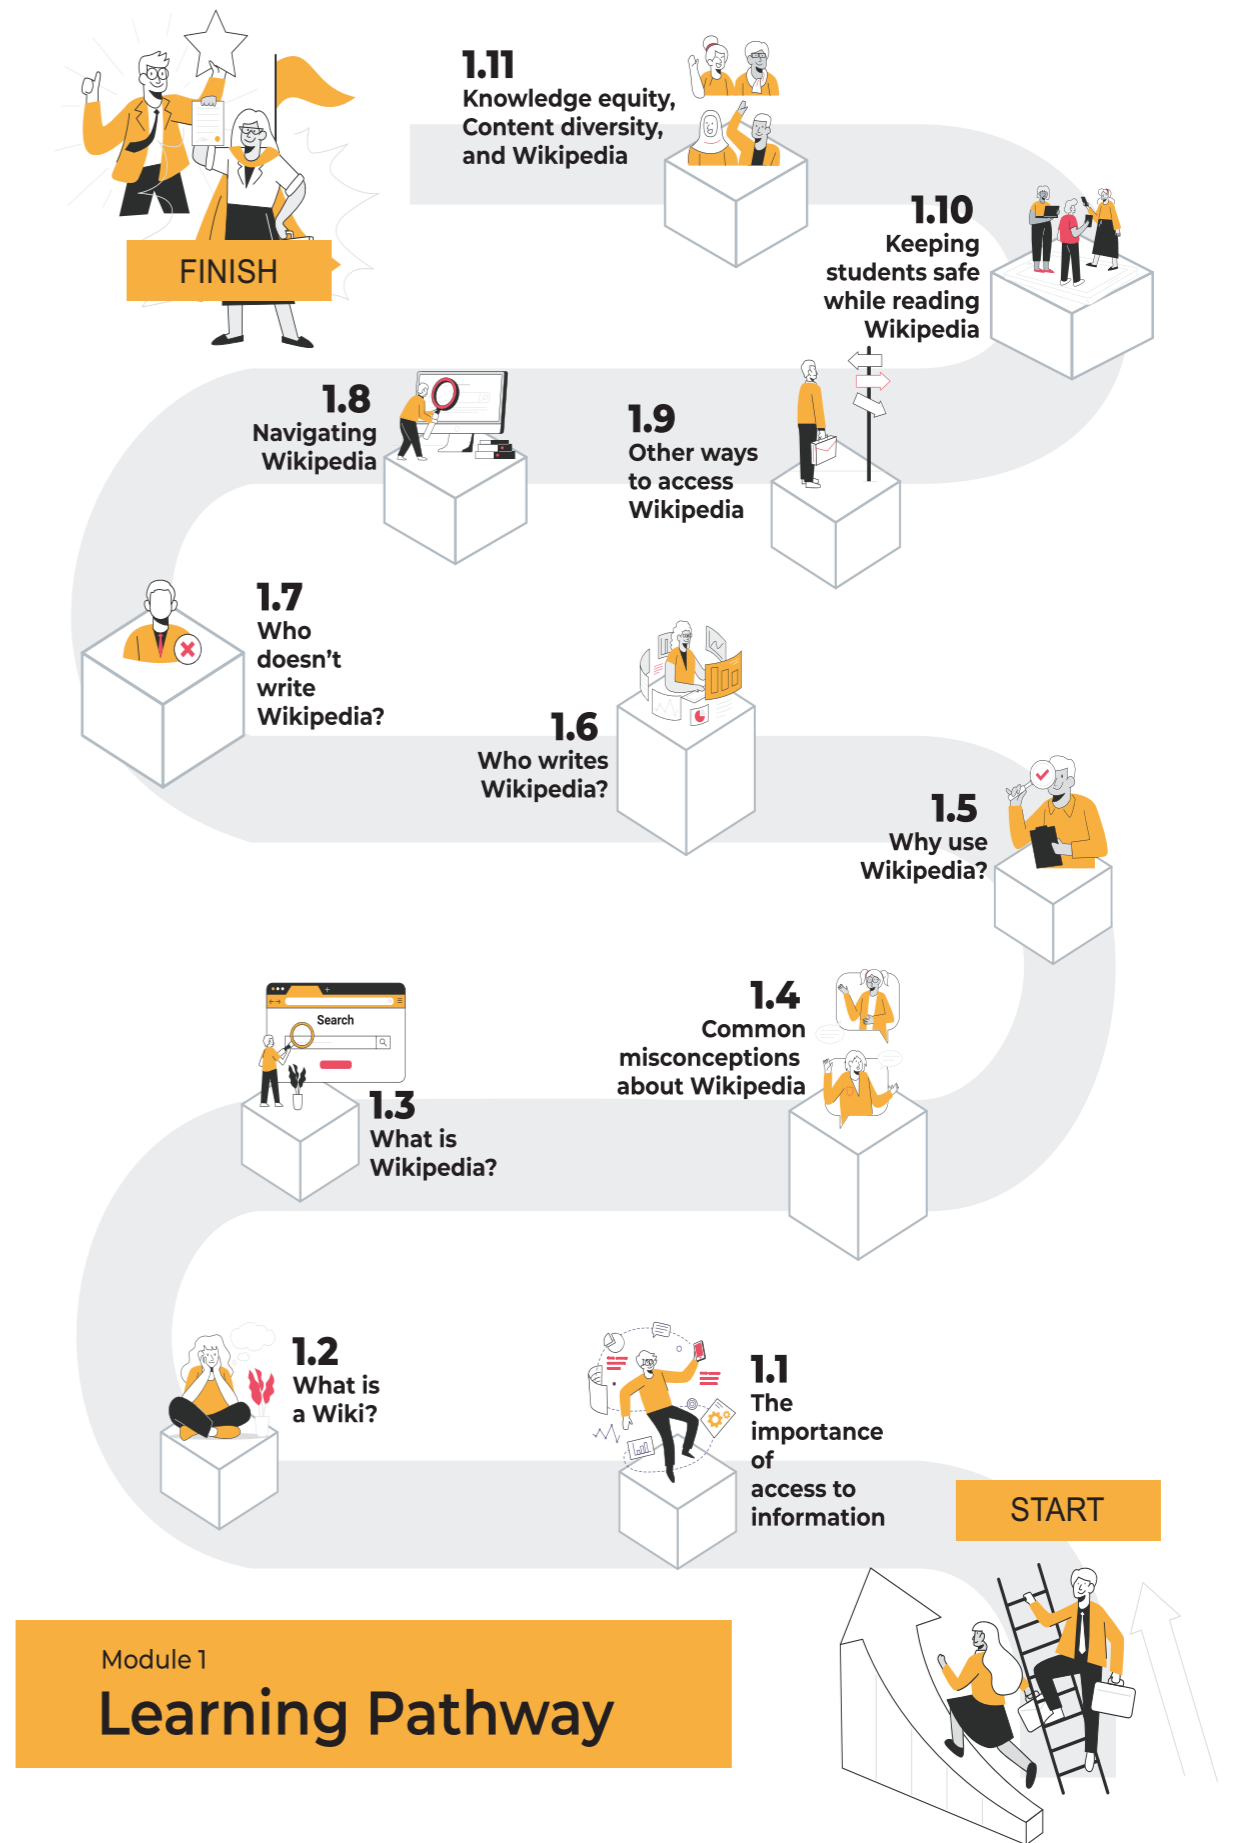 1.11
Knowledge equity,
Content diversity,
and Wikipedia
1.10
Keeping
students safe
while reading
Wikipedia
FINISH
1.8
Navigating
Wikipedia
1.9
Other ways
to access
Wikipedia
1.7
Who
doesn't
write
Wikipedia?
1.6
Who writes
Wikipedia?
1.5
Why use
Wikipedia?
Search
1.4
Common
misconceptions
about Wikipedia
1.3
What is
Wikipedia?
1.2
What is
a Wiki?
1.1
The
importance
of
access to
information
START
Module 1
Learning Pathway